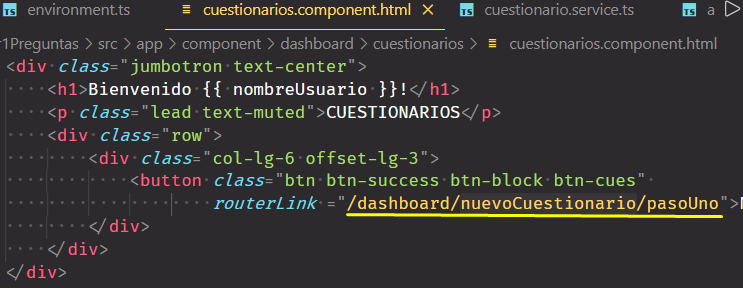 environment.ts cuestionarios.component.html × cuestionario.service.ts a
r1Preguntas > src > app > component > dashboard > cuestionarios > cuestionarios.component.html
<div class="jumbotron text-center">
<h1>Bienvenido {{ nombreUsuario }}!</h1>
<p class="lead text-muted">CUESTIONARIOS</p>
<div class="row">
<div class="col-lg-6 offset-lg-3">
<button class="btn btn-success btn-block btn-cues"
routerLink ="/dashboard/nuevoCuestionario/pasoUno">
</div>
</div>
</div>